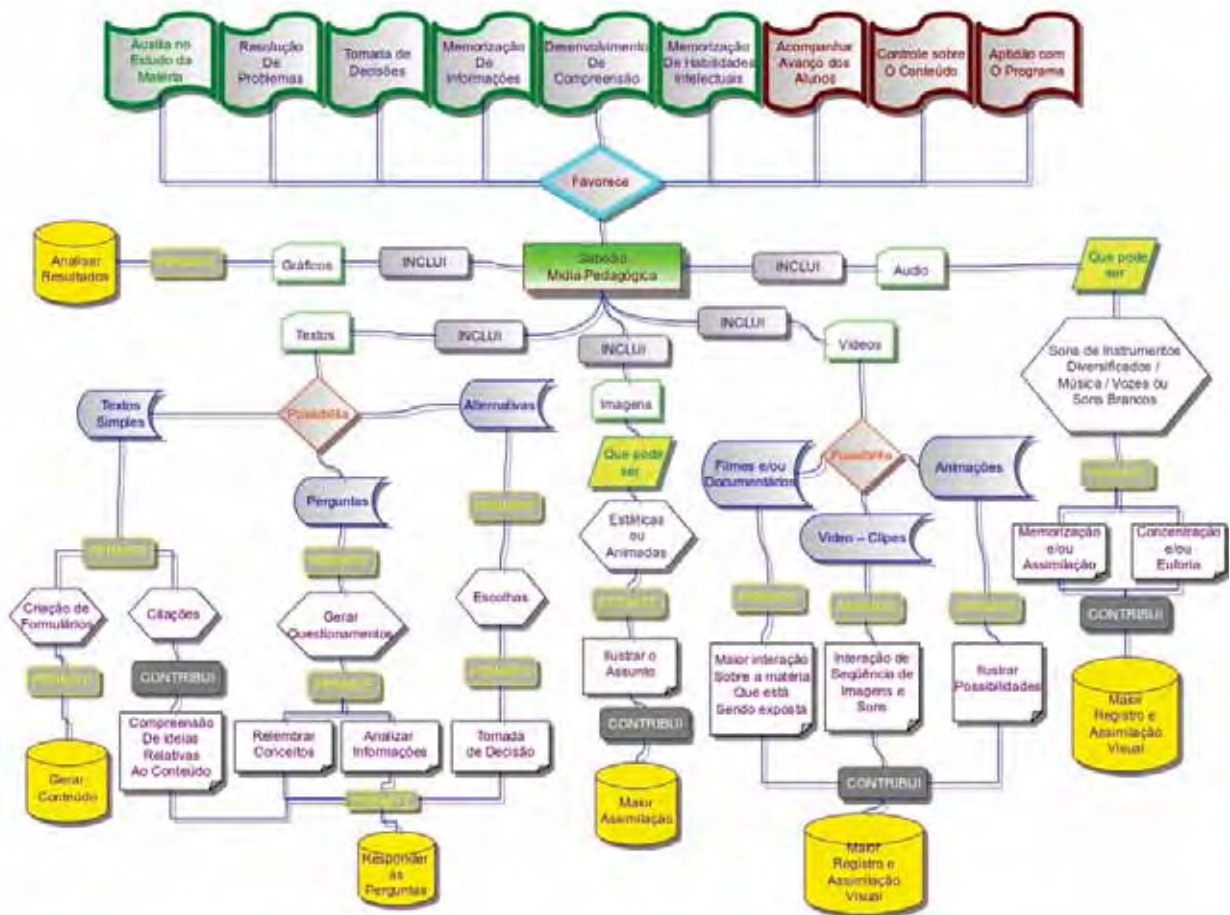 Auxilia no
Estudo da
Matéria
Resolução
De
Problemas
Tomada de
Decisões
Memorização
De
Informações
Desenvolvimento
De
Compreensão
Memorização
De Habilidades
Intelectuais
Acompanhar
Avanço dos
Alunos
Controle sobre
O Conteúdo
Aptidão com
O Programa
Favorece
Analisar
Resultados
Gráficos
INCLUI
Mídia-Pedagógica
INCLUI
Audio
Que pode
ser
Textos
INCLUI
INCLUI
INCLUI
Vídeos
Sons de Instrumentos
Diversificados /
Música / Vozes ou
Sons Brancos
Textos
Simples
Possibilita
Alternativas
Imagens
Que pode
ser
Filmes e/ou
Documentários
Possibilita
Animações
Perguntas
Estáticas
ou
Animadas
Vídeo – Clipes
Memorização
e/ou
Assimilação
Concentração
e/ou
Euforia
Criação de
Formulários
Citações
Gerar
Questionamentos
Escolhas
CONTRIBUI
CONTRIBUI
Ilustrar o
Assunto
Maior interação
Sobre a matéria
Que está
Sendo exposta
Interação de
Seqüência de
Imagens e
Sons
Ilustrar
Possibilidades
Maior
Registro e
Assimilação
Visual
Gerar
Conteúdo
Compreensão
De Ideias
Relativas
Ao Conteúdo
Relembrar
Conceitos
Analizar
Informações
Tomada
de Decisão
CONTRIBUI
CONTRIBUI
Responder
às
Perguntas
Maior
Assimilação
Maior
Registro e
Assimilação
Visual